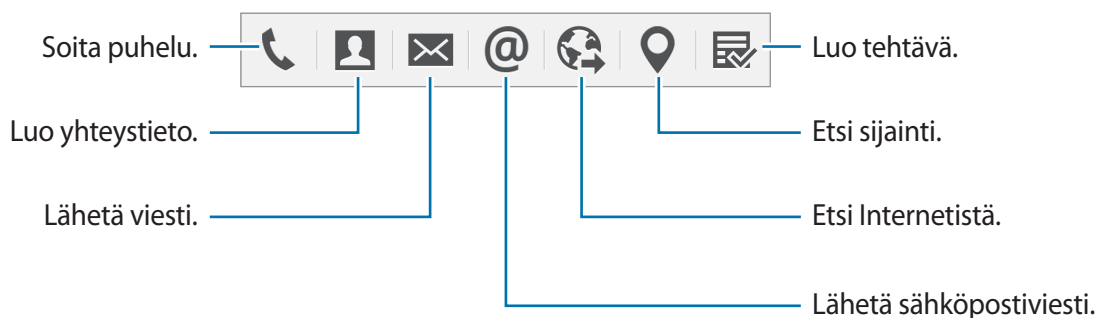 Soita puhelu.
Luo tehtävä.
Luo yhteystieto.
Etsi sijainti.
Lähetä viesti.
Etsi Internetistä.
Lähetä sähköpostiviesti.